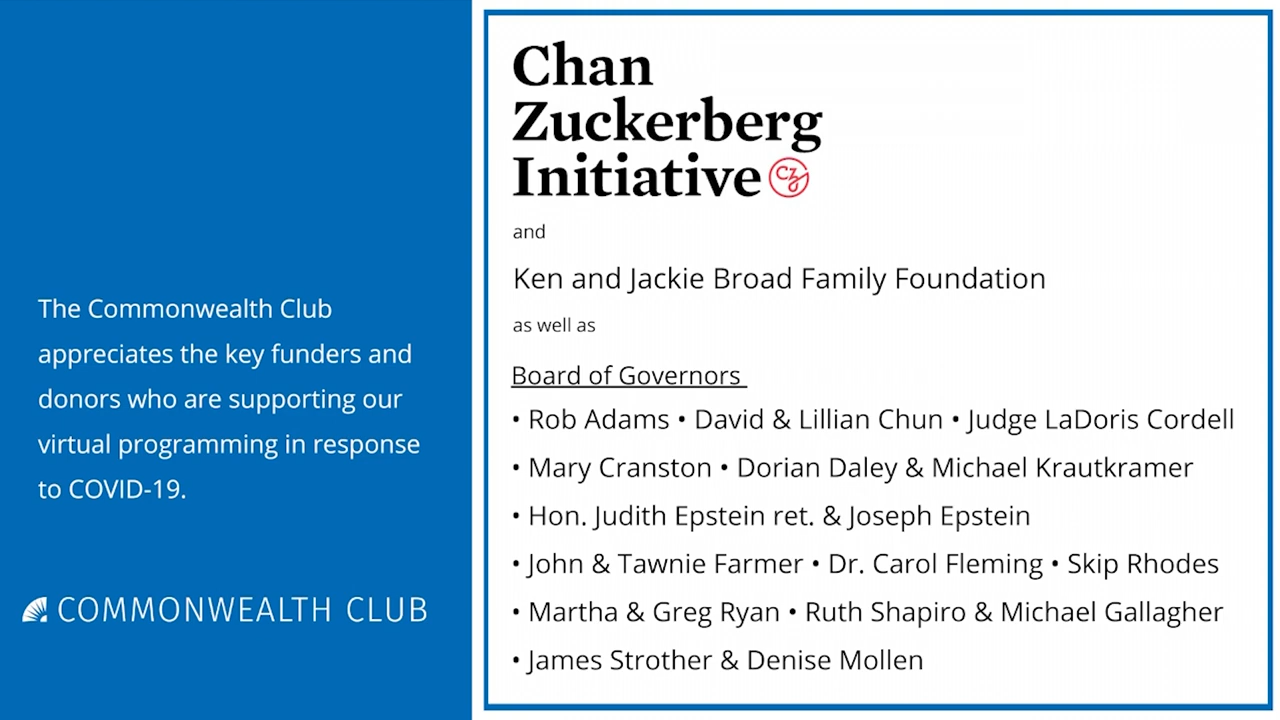 The Commonwealth Club
appreciates the key funders and
donors who are supporting our
virtual programming in response
to COVID-19.
COMMONWEALTH CLUB
Chan
Zuckerberg
Initiative
CZI
and
Ken and Jackie Broad Family Foundation
as well as
Board of Governors
• Rob Adams • David & Lillian Chun • Judge LaDoris Cordell
• Mary Cranston • Dorian Daley & Michael Krautkramer
• Hon. Judith Epstein ret. & Joseph Epstein
• John & Tawnie Farmer • Dr. Carol Fleming • Skip Rhodes
• Martha & Greg Ryan • Ruth Shapiro & Michael Gallagher
• James Strother & Denise Mollen